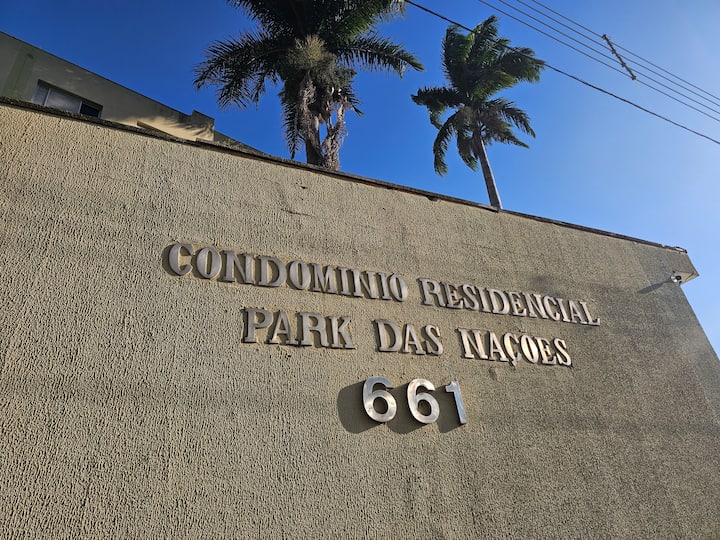 CONDOMINIO RESIDENCIAL
PARK DAS NAÇOES
661